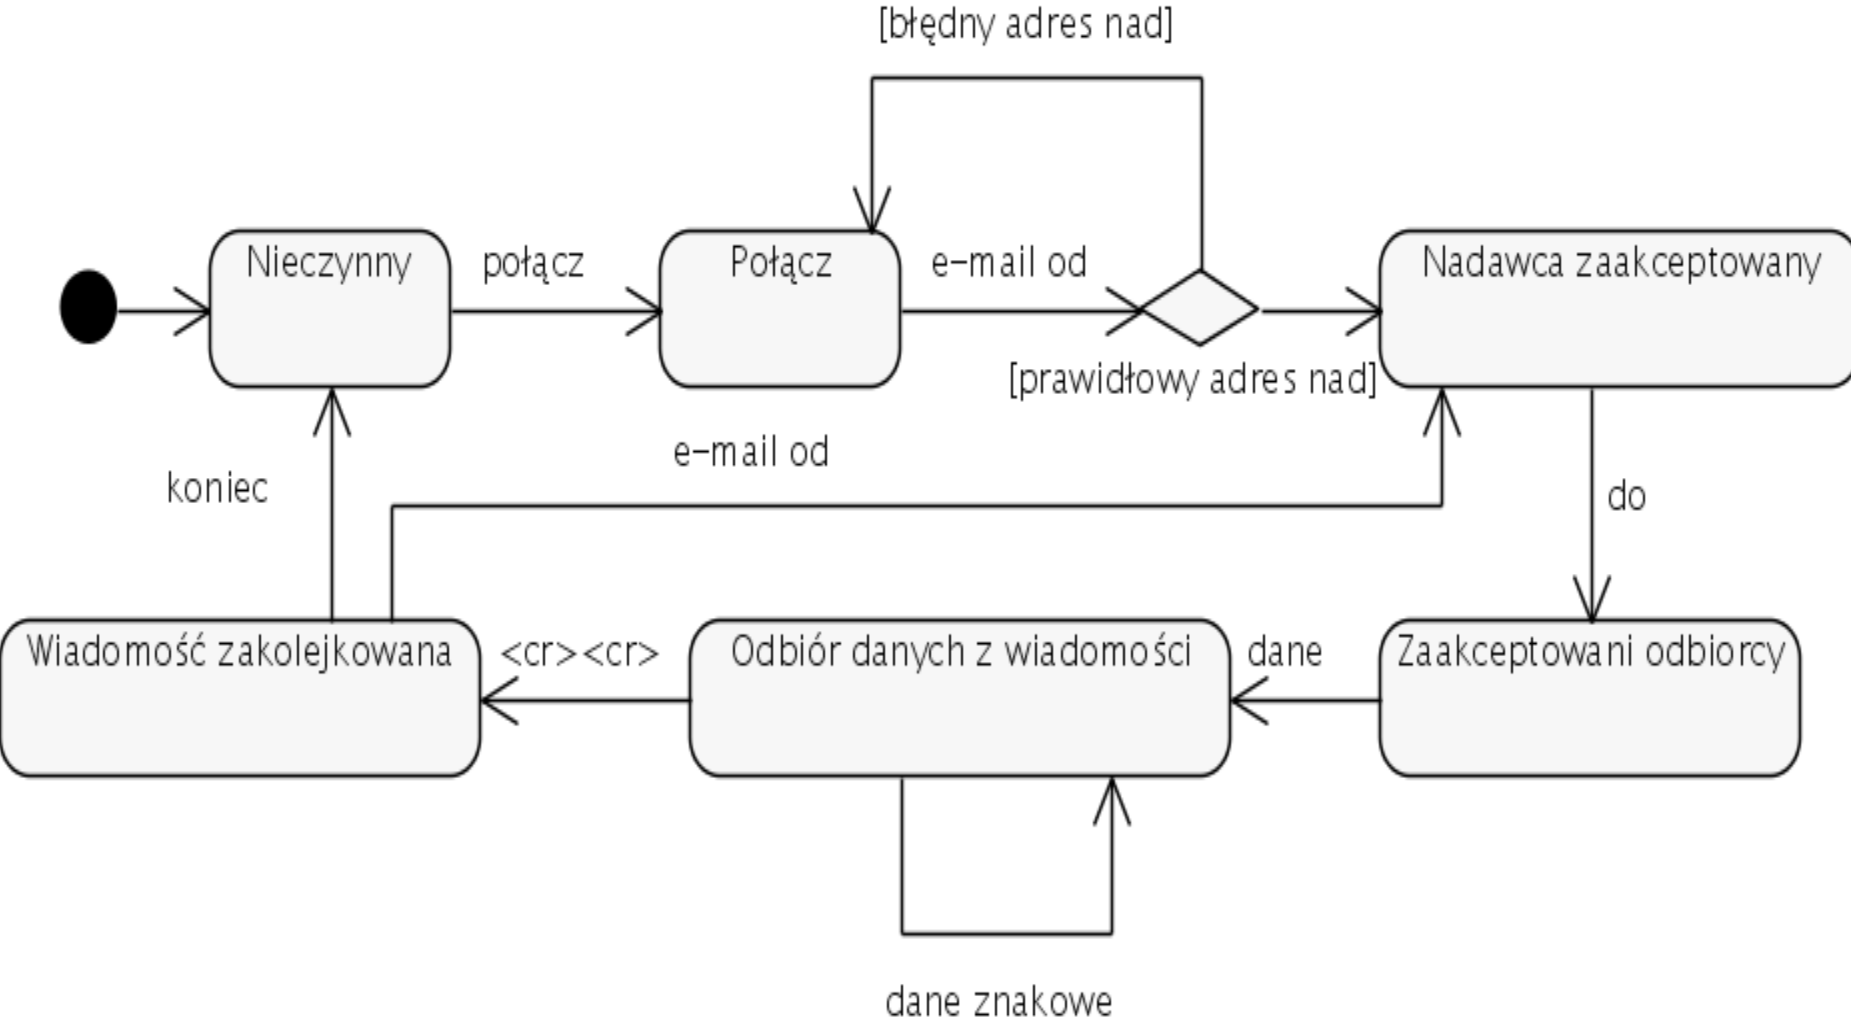 [błędny adres nad]
Nieczynny
połącz
Połącz
e-mail od
Nadawca zaakceptowany
[prawidłowy adres nad]
e-mail od
koniec
do
Wiadomość zakolejkowana
<cr><cr>
Odbiór danych z wiadomości
dane
Zaakceptowani odbiorcy
dane znakowe